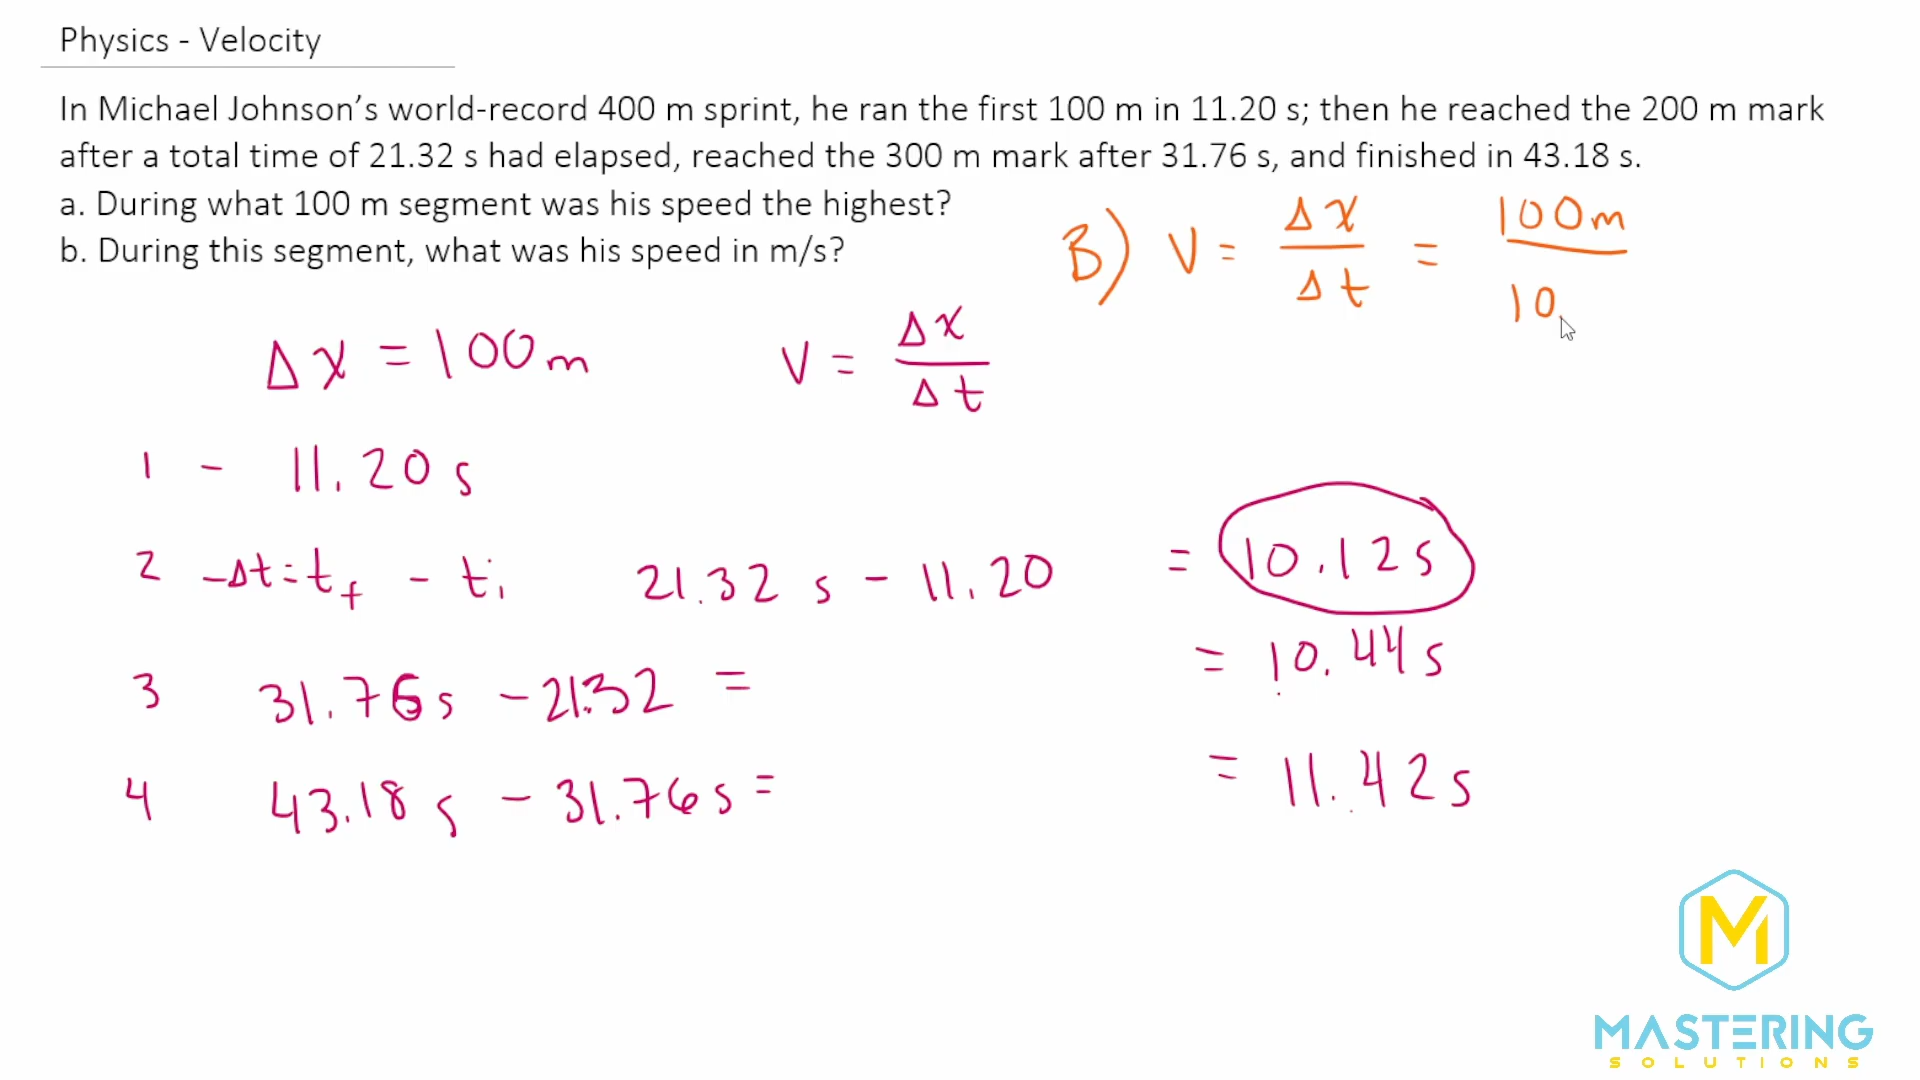 Physics - Velocity
In Michael Johnson's world-record 400 m sprint, he ran the first 100 m in 11.20 s; then he reached the 200 m mark
after a total time of 21.32 s had elapsed, reached the 300 m mark after 31.76 s, and finished in 43.18 s.
a. During what 100 m segment was his speed the highest?
b. During this segment, what was his speed in m/s?
B) V = Δx / Δt = 100m / 10.
Δx = 100m
V = Δx / Δt
1 - 11.20 s
2 - Δt = tf - ti 21.32 s - 11.20 = 10.12 s
3 31.76 s - 21.32 = = 10.44 s
4 43.18 s - 31.76 s = = 11.42 s
M
MASTERING
SOLUTIONS